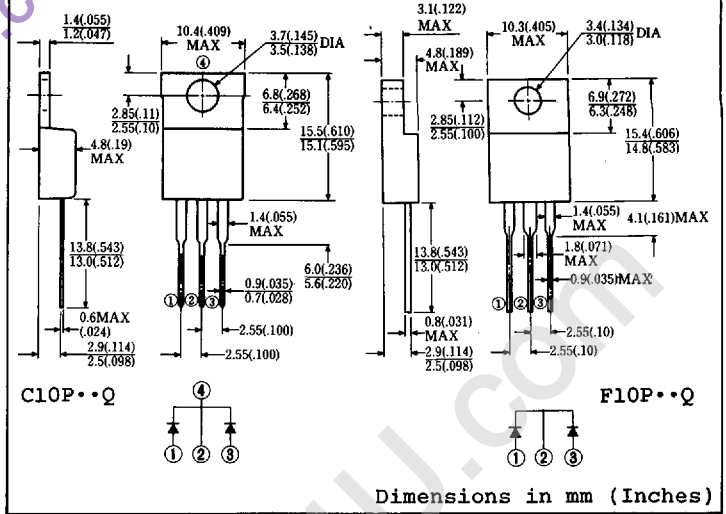 1.4(.055)
1.2(.047)
10.4(.409)
MAX
3.7(.145)
3.5(.138)
DIA
④
6.8(.268)
6.4(.252)
2.85(.11)
2.55(.10)
4.8(.19)
MAX
15.5(.610)
15.1(.595)
1.4(.055)
MAX
13.8(.543)
13.0(.512)
6.0(.236)
5.6(.220)
0.9(.035)
0.7(.028)
① ② ③
0.6MAX
(.024)
2.55(.100)
2.9(.114)
2.5(.098)
2.55(.100)
C10P··Q
④
① ② ③
3.1(.122)
MAX
10.3(.405)
MAX
3.4(.134)
3.0(.118)
DIA
4.8(.189)
MAX
6.9(.272)
6.3(.248)
2.85(.112)
2.55(.100)
15.4(.606)
14.8(.583)
1.4(.055)
MAX
4.1(.161)MAX
13.8(.543)
13.0(.512)
1.8(.071)
MAX
0.9(.035)MAX
① ② ③
0.8(.031)
MAX
2.55(.10)
2.9(.114)
2.5(.098)
2.55(.10)
F10P··Q
① ② ③
Dimensions in mm (Inches)